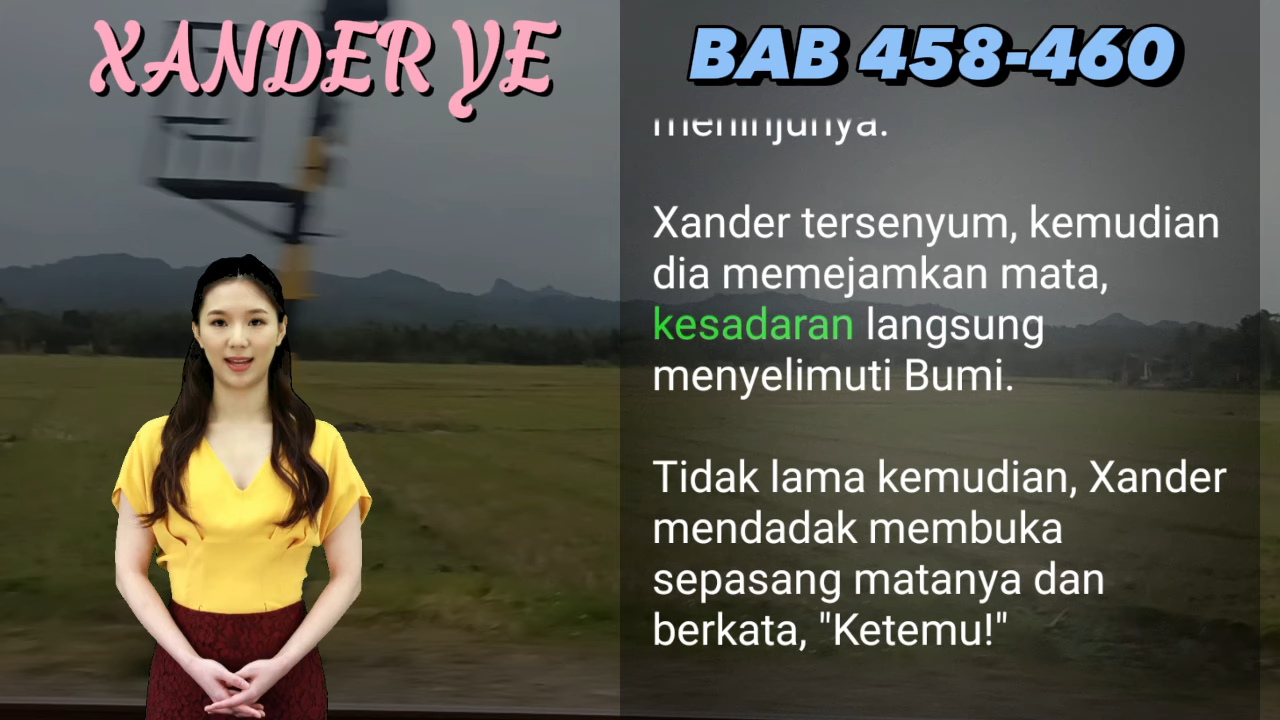 XANDER YE
BAB 458-460
meninjunya.
Xander tersenyum, kemudian
dia memejamkan mata,
kesadaran langsung
menyelimuti Bumi.
Tidak lama kemudian, Xander
mendadak membuka
sepasang matanya dan
berkata, "Ketemu!"